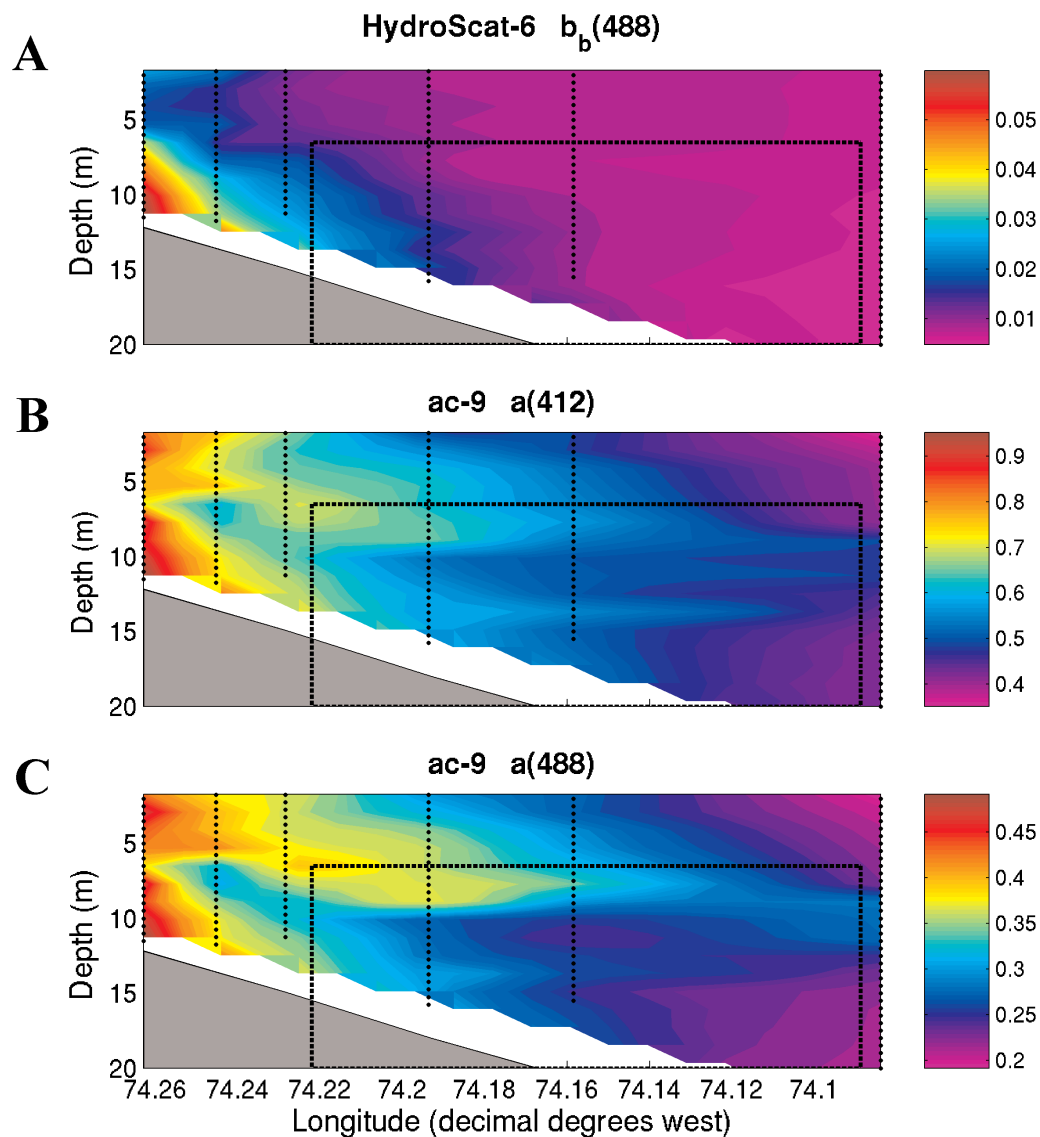 A
HydroScat-6 b_b(488)
Depth (m)
5
10
15
20
0.05
0.04
0.03
0.02
0.01
B
ac-9 a(412)
Depth (m)
5
10
15
20
0.9
0.8
0.7
0.6
0.5
0.4
C
ac-9 a(488)
Depth (m)
5
10
15
20
0.45
0.4
0.35
0.3
0.25
0.2
74.26 74.24 74.22 74.2 74.18 74.16 74.14 74.12 74.1
Longitude (decimal degrees west)